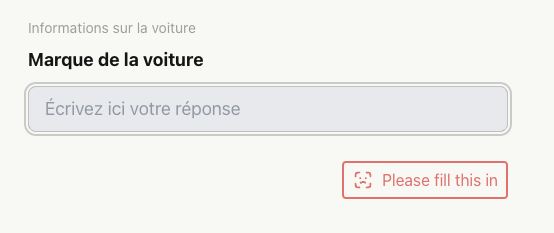 Informations sur la voiture
Marque de la voiture
Écrivez ici votre réponse
Please fill this in